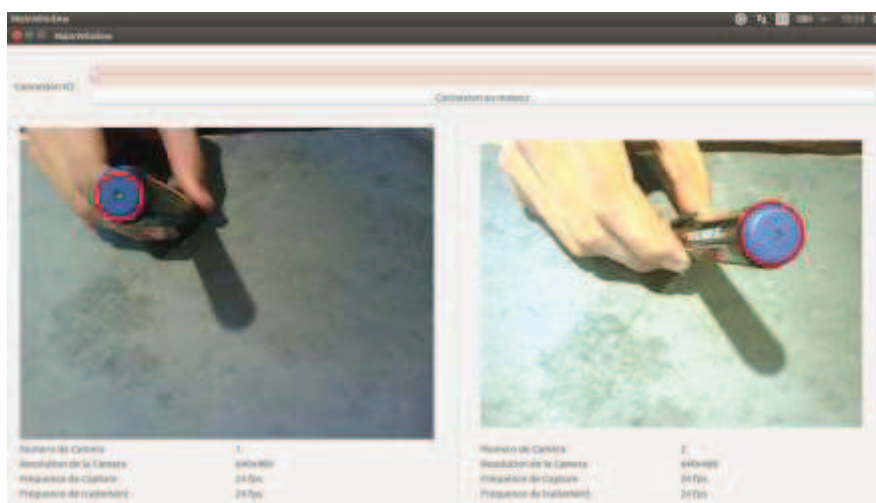 MainWindow
MainWindow
Connexion
Connexion au moteur
Numero de Camera 1
Resolution de la Camera 640x480
Frequence de Capture 24 fps
Frequence de traitement 24 fps
Numero de Camera 2
Resolution de la Camera 640x480
Frequence de Capture 24 fps
Frequence de traitement 24 fps